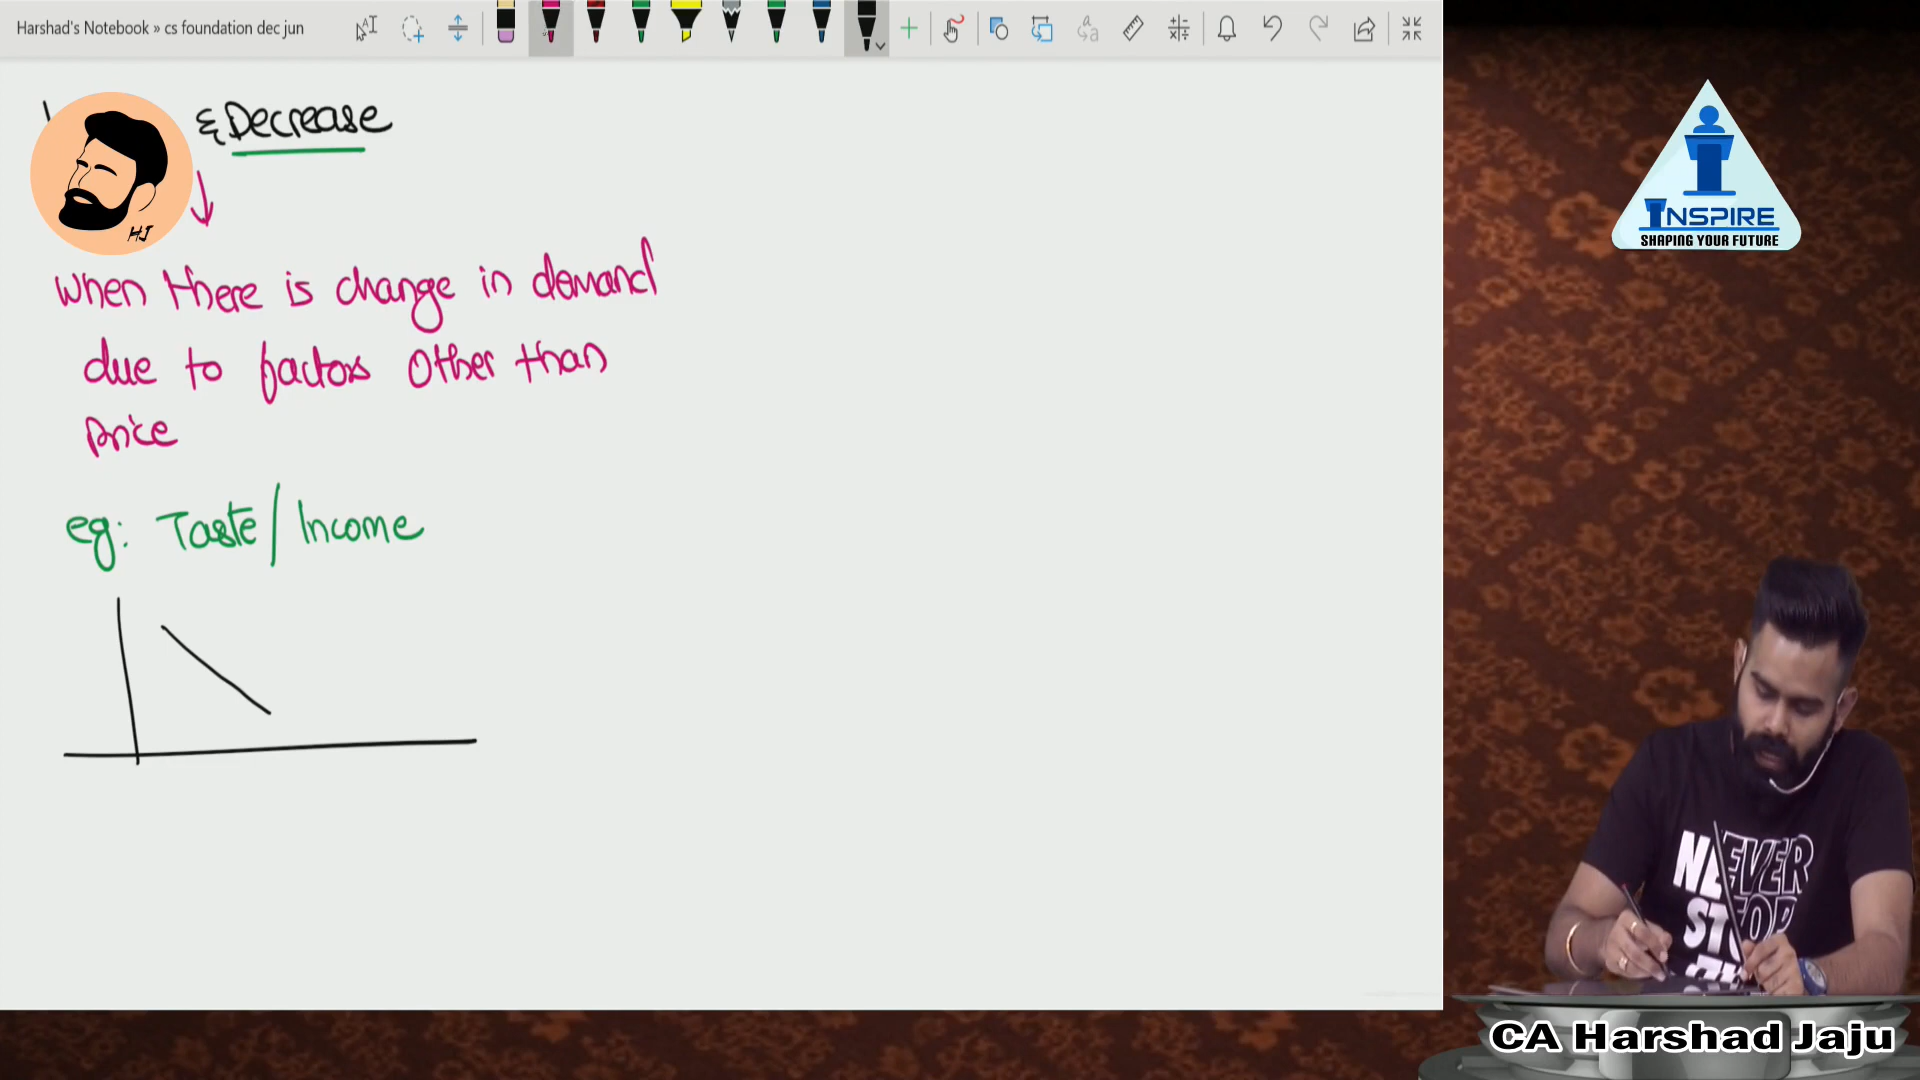 Harshad's Notebook » cs foundation dec jun
& Decrease
HJ
when there is change in demand
due to factors other than
price
eg: Taste/Income
INSPIRE
SHAPING YOUR FUTURE
NEVER
STOP
CA Harshad Jaju